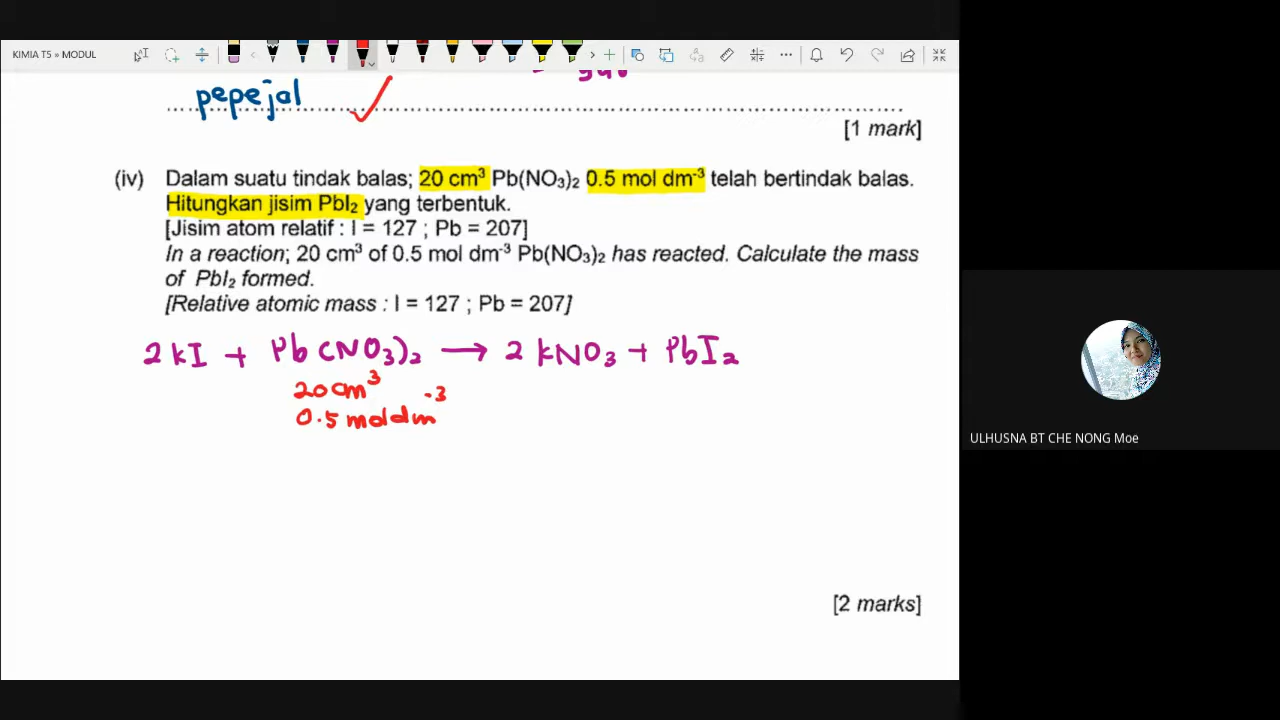 KIMIA T5 » MODUL
pepejal
[1 mark]
(iv) Dalam suatu tindak balas; 20 cm³ Pb(NO₃)₂ 0.5 mol dm⁻³ telah bertindak balas.
Hitungkan jisim PbI₂ yang terbentuk.
[Jisim atom relatif : I = 127 ; Pb = 207]
In a reaction; 20 cm³ of 0.5 mol dm⁻³ Pb(NO₃)₂ has reacted. Calculate the mass
of PbI₂ formed.
[Relative atomic mass : I = 127 ; Pb = 207]
2KI + Pb(NO₃)₂ → 2KNO₃ + PbI₂
20cm³
0.5 moldm⁻³
ULHUSNA BT CHE NONG Moe
[2 marks]